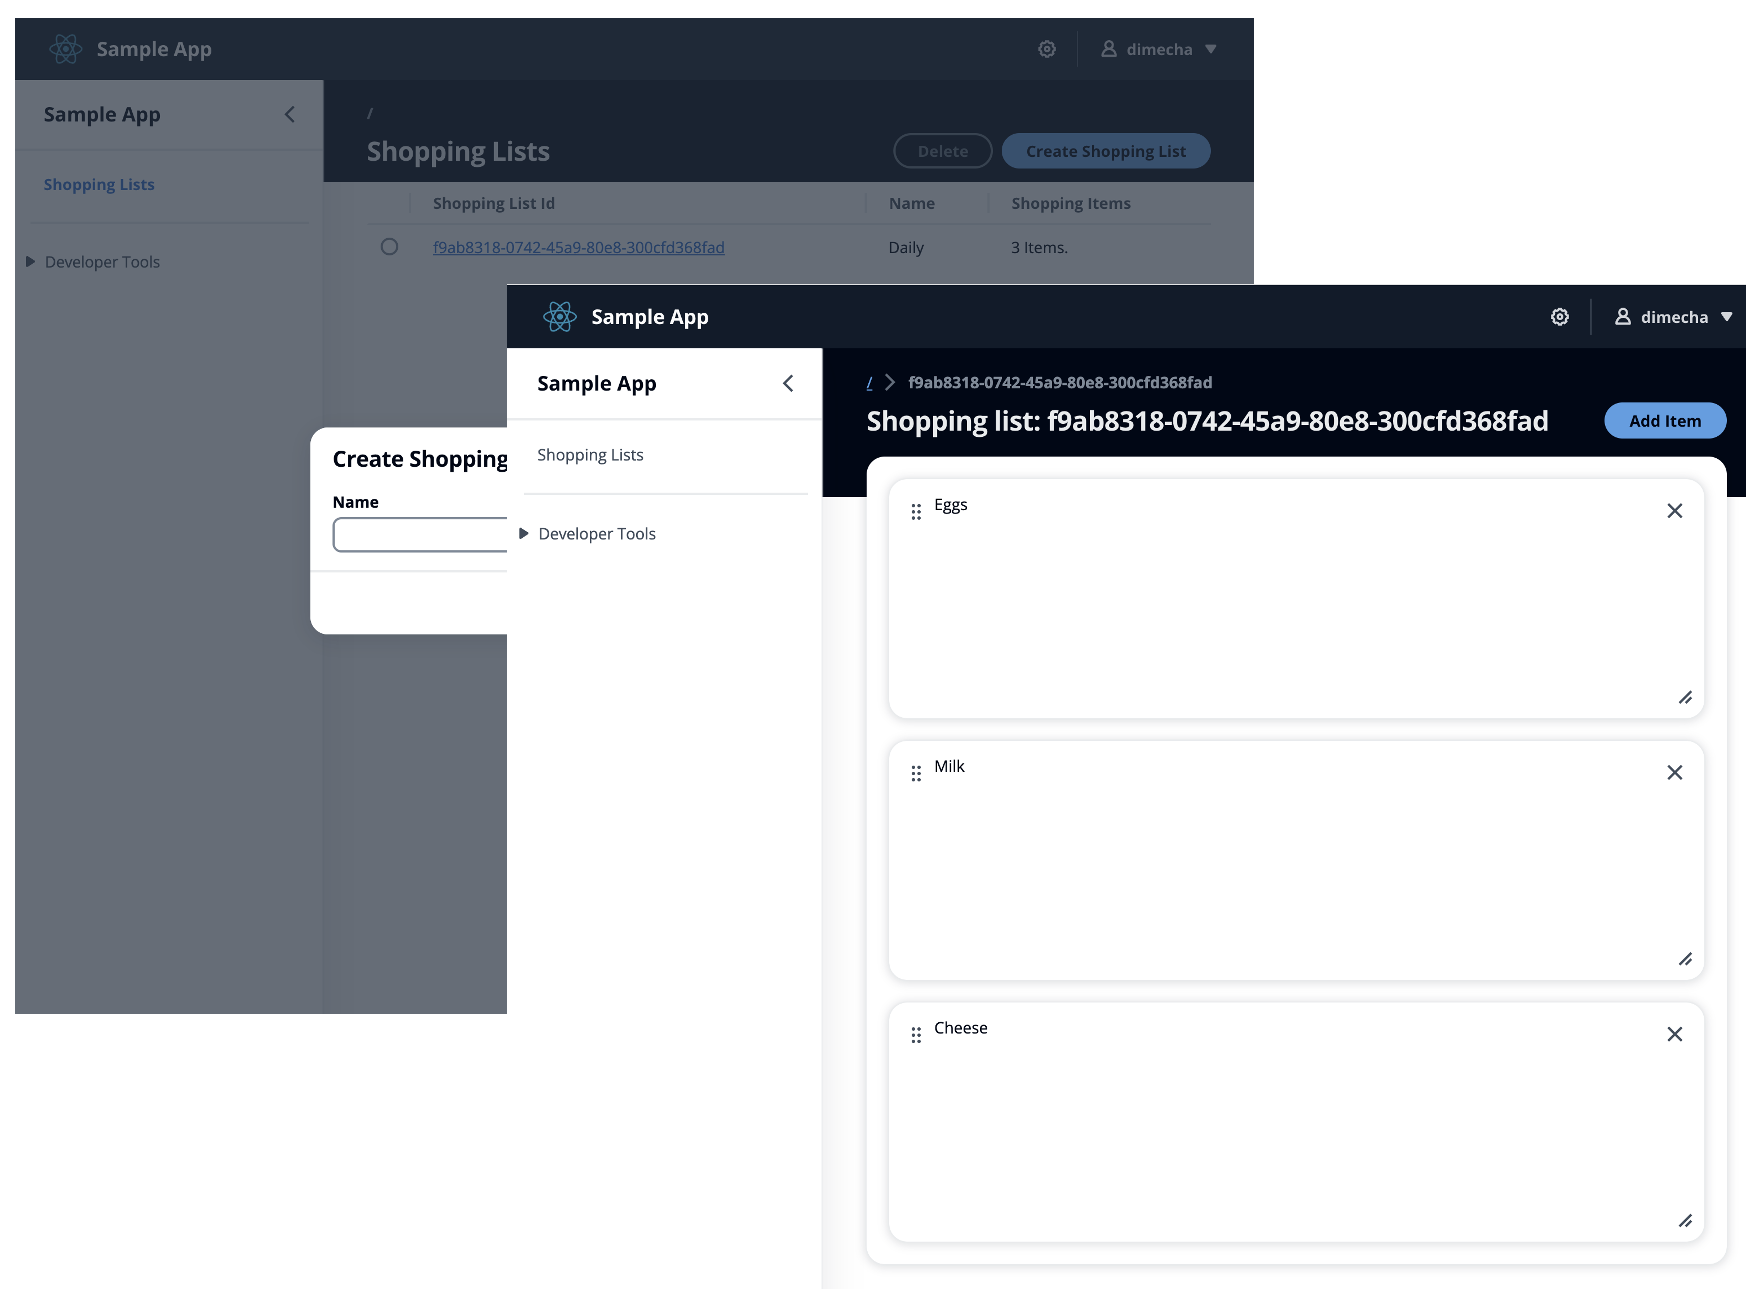 Sample App
dimecha
Sample App
/
Shopping Lists
Delete
Create Shopping List
Shopping Lists
Shopping List Id
Name
Shopping Items
f9ab8318-0742-45a9-80e8-300cfd368fad
Daily
3 Items.
Developer Tools
Create Shopping
Name
Sample App
dimecha
Sample App
/
f9ab8318-0742-45a9-80e8-300cfd368fad
Shopping list: f9ab8318-0742-45a9-80e8-300cfd368fad
Add Item
Shopping Lists
Developer Tools
Eggs
Milk
Cheese